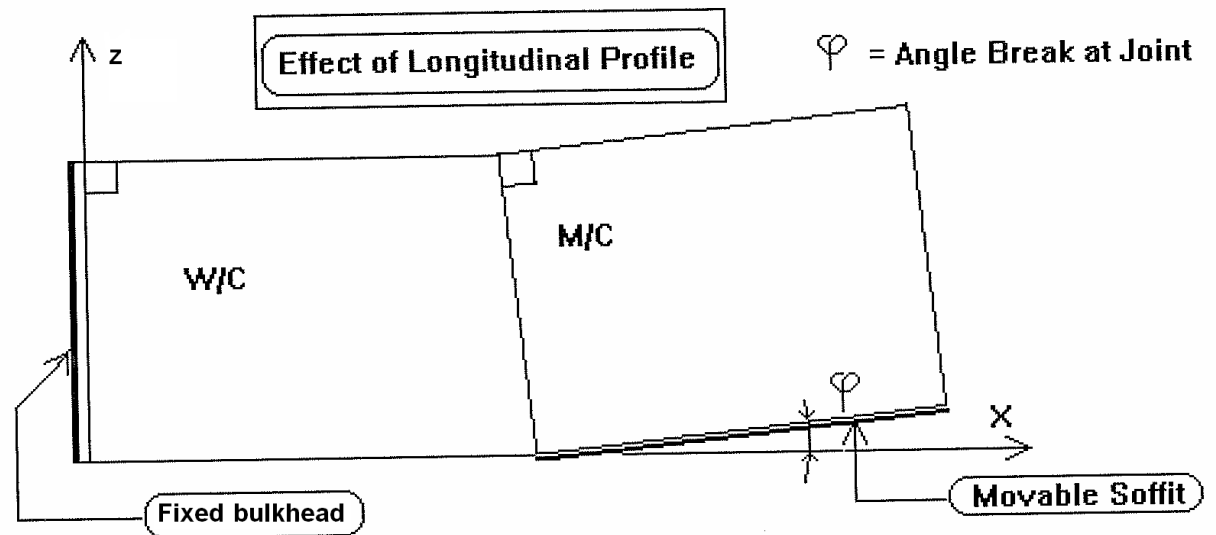 z
Effect of Longitudinal Profile
φ = Angle Break at Joint
M/C
W/C
φ
X
Movable Soffit
Fixed bulkhead